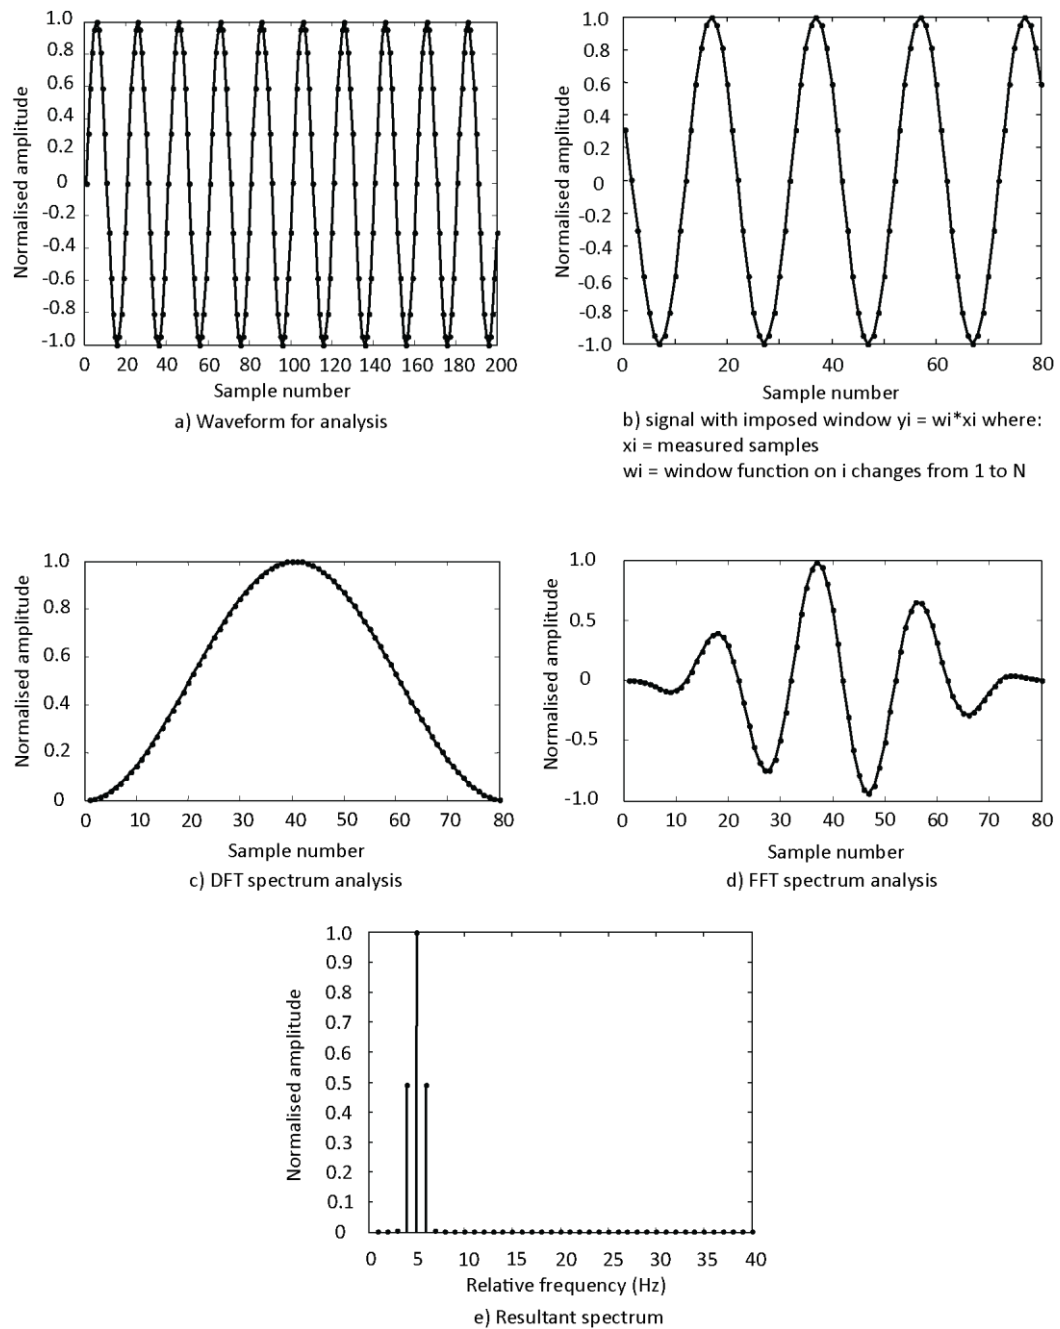 Normalised amplitude
1.0
0.8
0.6
0.4
0.2
0
-0.2
-0.4
-0.6
-0.8
-1.0
0 20 40 60 80 100 120 140 160 180 200
Sample number
a) Waveform for analysis
Normalised amplitude
1.0
0.8
0.6
0.4
0.2
0
-0.2
-0.4
-0.6
-0.8
-1.0
0 20 40 60 80
Sample number
b) signal with imposed window yi = wi*xi where:
xi = measured samples
wi = window function on i changes from 1 to N
Normalised amplitude
1.0
0.8
0.6
0.4
0.2
0
0 10 20 30 40 50 60 70 80
Sample number
c) DFT spectrum analysis
Normalised amplitude
1.0
0.5
0
-0.5
-1.0
0 10 20 30 40 50 60 70 80
Sample number
d) FFT spectrum analysis
Normalised amplitude
1.0
0.9
0.8
0.7
0.6
0.5
0.4
0.3
0.2
0.1
0
0 5 10 15 20 25 30 35 40
Relative frequency (Hz)
e) Resultant spectrum